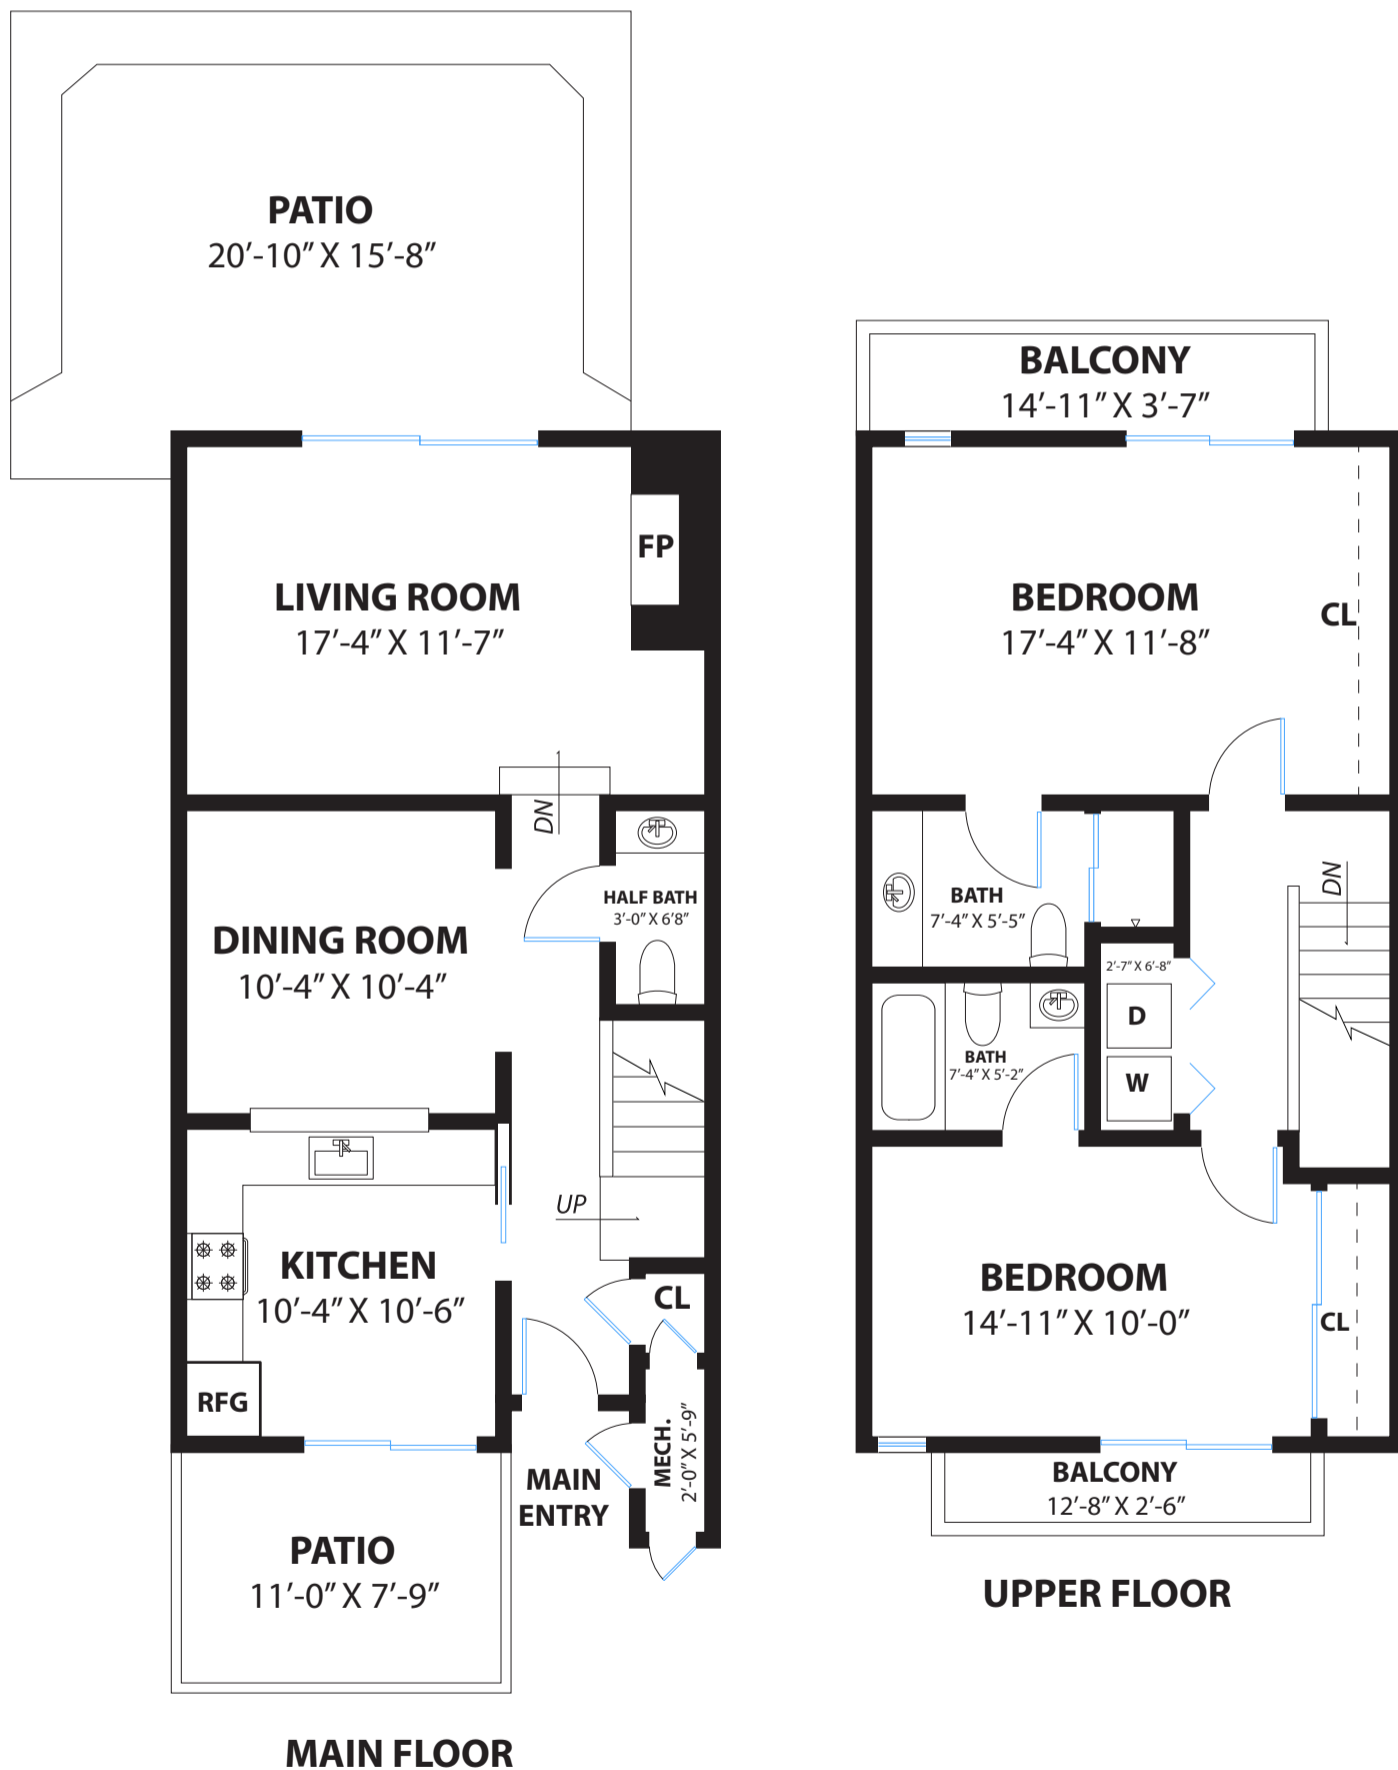 PATIO
20’-10” X 15’-8”
LIVING ROOM
17’-4” X 11’-7”
FP
DN
HALF BATH
3’-0” X 6’8”
DINING ROOM
10’-4” X 10’-4”
UP
KITCHEN
10’-4” X 10’-6”
CL
RFG
MECH.
2’-0” X 5’-9”
MAIN
ENTRY
PATIO
11’-0” X 7’-9”
MAIN FLOOR
BALCONY
14’-11” X 3’-7”
BEDROOM
17’-4” X 11’-8”
CL
DN
BATH
7’-4” X 5’-5”
2’-7” X 6’-8”
D
W
BATH
7’-4” X 5’-2”
BEDROOM
14’-11” X 10’-0”
CL
BALCONY
12’-8” X 2’-6”
UPPER FLOOR